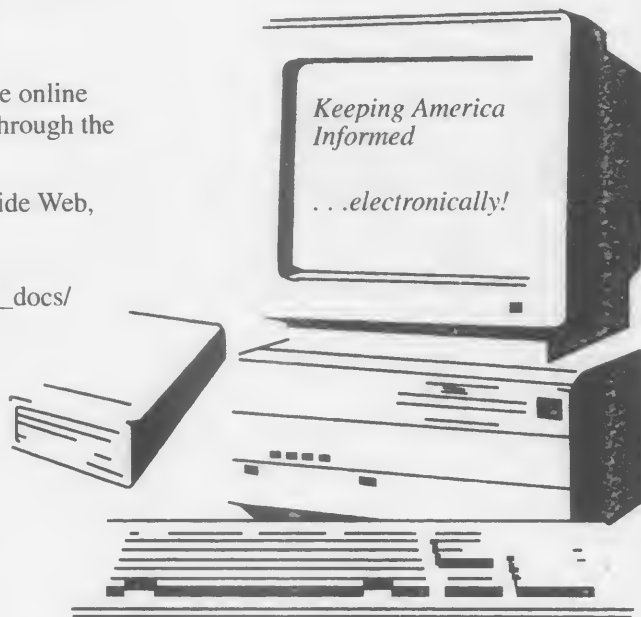 e online
hrough the
ide Web,
_docs/
Keeping America
Informed
. . .electronically!